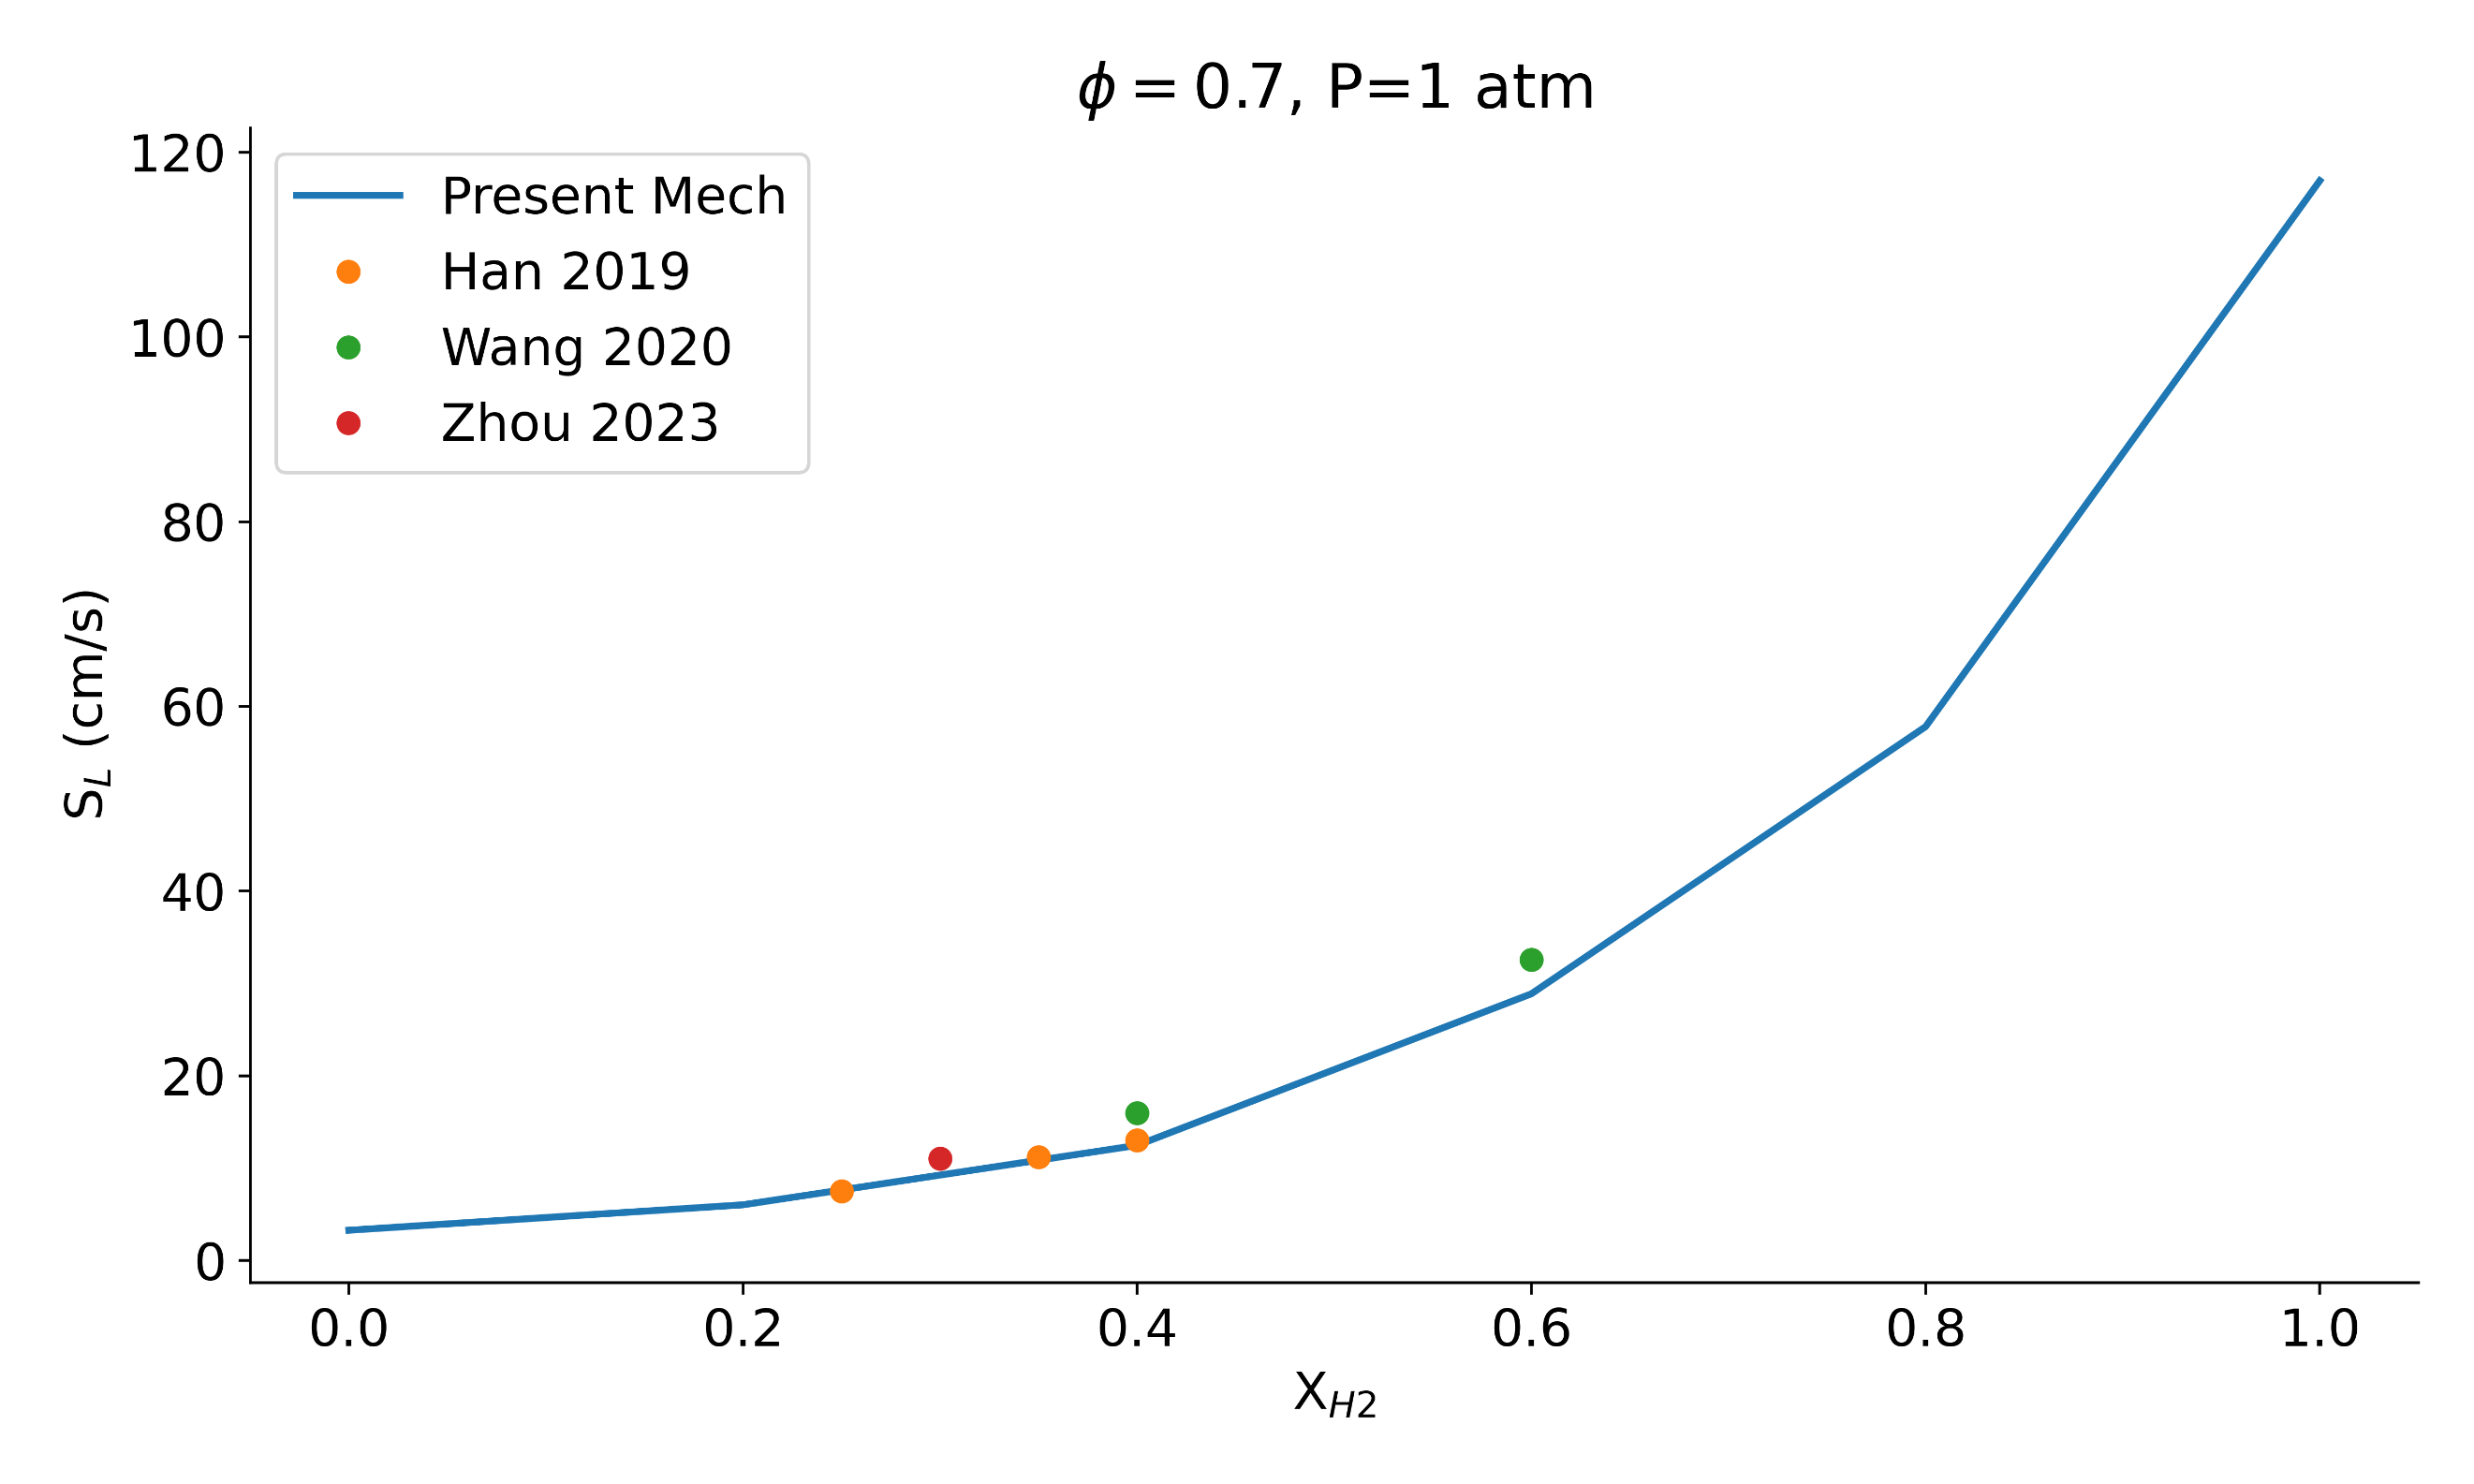 ϕ = 0.7, P=1 atm
120
100
80
60
40
20
0
S_L (cm/s)
Present Mech
Han 2019
Wang 2020
Zhou 2023
0.0 0.2 0.4 0.6 0.8 1.0
X_H2